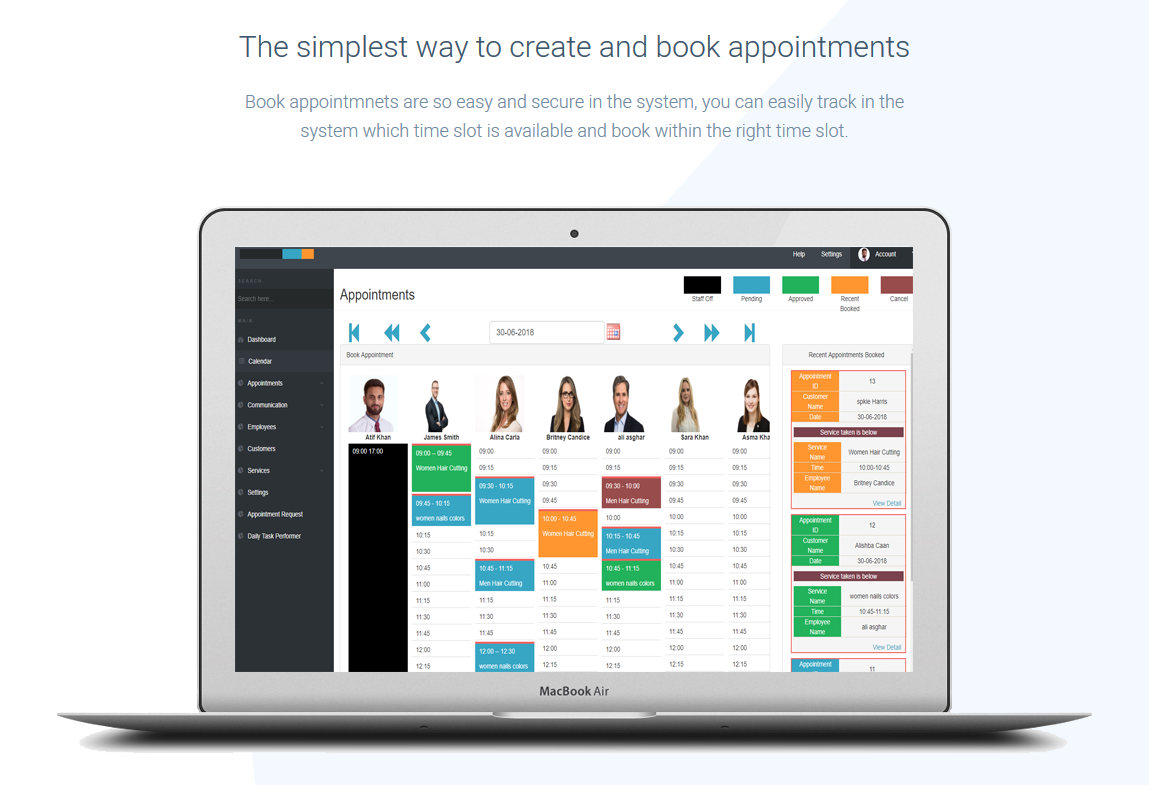 The simplest way to create and book appointments
Book appointmnets are so easy and secure in the system, you can easily track in the
system which time slot is available and book within the right time slot.
Help Settings Account
SEARCH
Search here...
MAIN
Dashboard
Calendar
Appointments
Communication
Employees
Customers
Services
Settings
Appointment Request
Daily Task Performer
Appointments
Staff Off
Pending
Approved
Recent
Booked
Cancel
30-06-2018
Book Appointment
Atif Khan
James Smith
Alina Carla
Britney Candice
ali asghar
Sara Khan
Asma Kha
09:00 17:00
09:00 – 09:45
Women Hair Cutting
09:45 - 10:15
women nails colors
10:15
10:30
10:45
11:00
11:15
11:30
11:45
12:00
12:15
09:00
09:15
09:30 - 10:15
Women Hair Cutting
10:15
10:30
10:45 - 11:15
Men Hair Cutting
11:15
11:30
11:45
12:00 – 12:30
women nails colors
09:00
09:15
09:30
09:45
10:00 - 10:45
Women Hair Cutting
10:45
11:00
11:15
11:30
11:45
12:00
12:15
09:00
09:15
09:30 - 10:00
Men Hair Cutting
10:00
10:15 - 10:45
Men Hair Cutting
10:45 - 11:15
women nails colors
11:15
11:30
11:45
12:00
12:15
09:00
09:15
09:30
09:45
10:00
10:15
10:30
10:45
11:00
11:15
11:30
11:45
12:00
12:15
09:00
09:15
09:30
09:45
10:00
10:15
10:30
10:45
11:00
11:15
11:30
11:45
12:00
12:15
Recent Appointments Booked
Appointment
ID
13
Customer
Name
spkie Harris
Date
30-06-2018
Service taken is below
Service
Name
Women Hair Cutting
Time
10:00-10:45
Employee
Name
Britney Candice
View Detail
Appointment
ID
12
Customer
Name
Alishba Caan
Date
30-06-2018
Service taken is below
Service
Name
women nails colors
Time
10:45-11:15
Employee
Name
ali asghar
View Detail
Appointment
11
MacBook Air